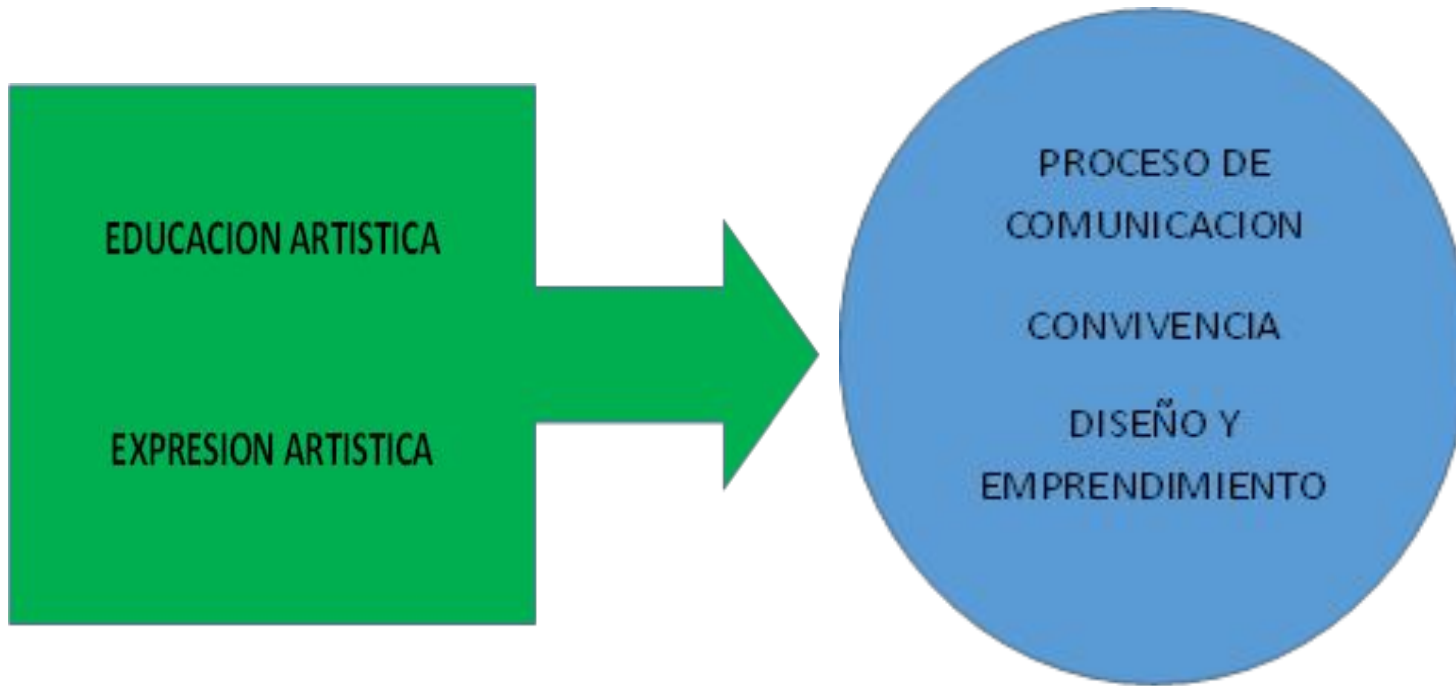 EDUCACION ARTISTICA
EXPRESION ARTISTICA
PROCESO DE
COMUNICACION
CONVIVENCIA
DISEÑO Y
EMPRENDIMIENTO